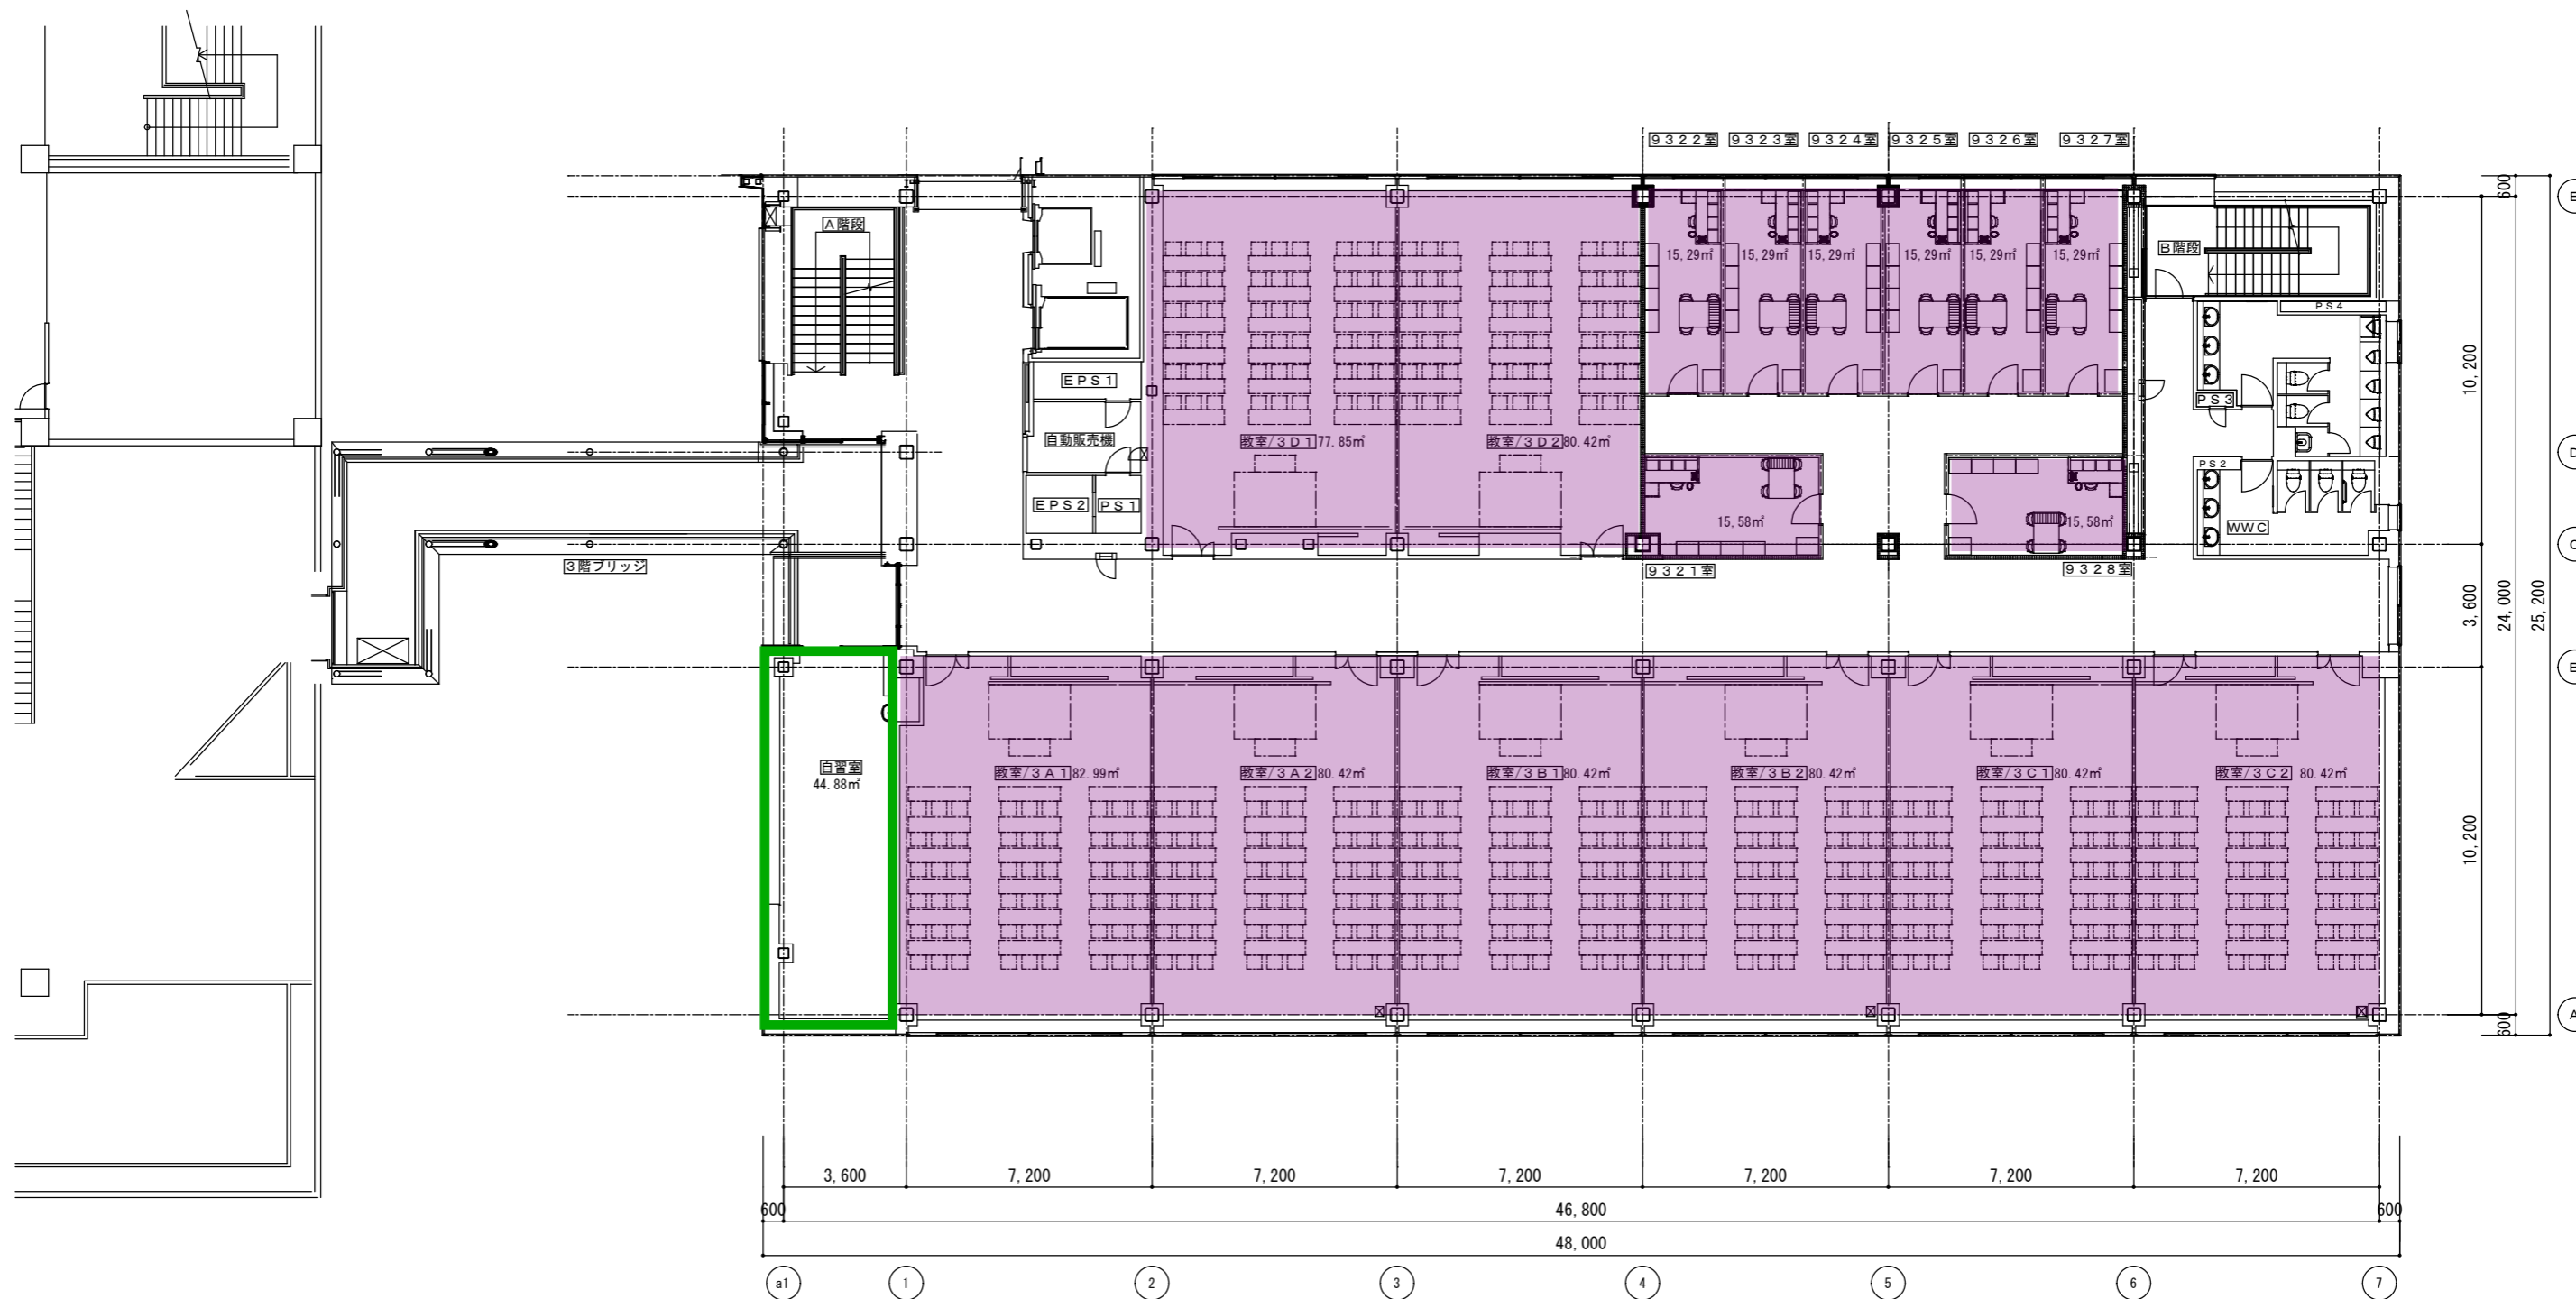 ９３２２室 ９３２３室 ９３２４室 ９３２５室 ９３２６室 ９３２７室
600
Ａ階段
Ｂ階段
15,29㎡ 15,29㎡ 15,29㎡ 15,29㎡ 15,29㎡ 15,29㎡
ＰＳ４
10,200
ＥＰＳ１
ＰＳ３
自動販売機
教室/３Ｄ１ 77.85㎡
教室/３Ｄ２ 80.42㎡
D
ＰＳ２
ＥＰＳ２ ＰＳ１
15,58㎡
15,58㎡
ＷＷＣ
３階ブリッジ
９３２１室
９３２８室
3,600
24,000
25,200
自習室
44.88㎡
教室/３Ａ１ 82.99㎡
教室/３Ａ２ 80.42㎡
教室/３Ｂ１ 80.42㎡
教室/３Ｂ２ 80.42㎡
教室/３Ｃ１ 80.42㎡
教室/３Ｃ２ 80.42㎡
10,200
A
600
3,600 7,200 7,200 7,200 7,200 7,200 7,200
600 46,800 600
48,000
a1 1 2 3 4 5 6 7